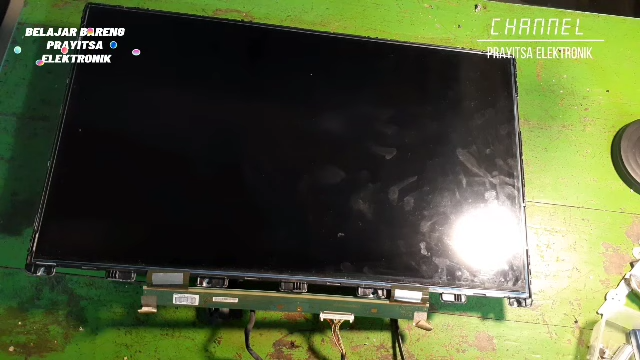 BELAJAR BARENG
PRAYITSA
ELEKTRONIK
CHANNEL
PRAYITSA ELEKTRONIK